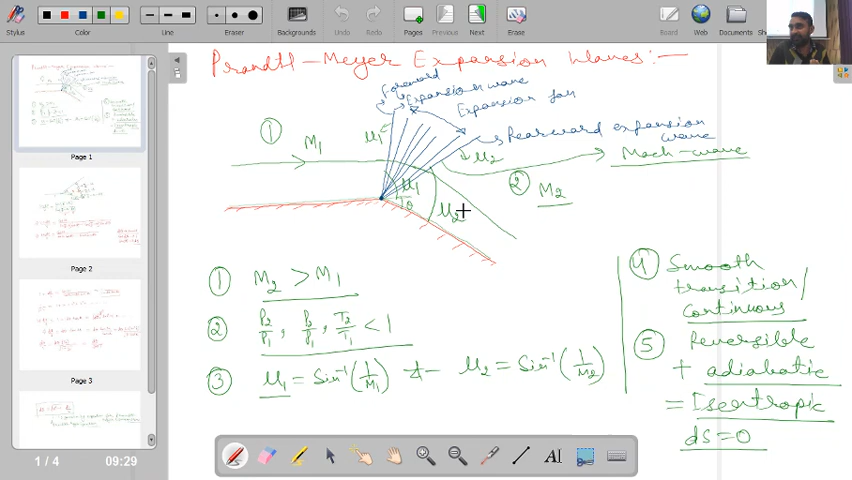 Stylus
Colors
Lines
Eraser
Backgrounds
Undo
Redo
Pages
Previous
Next
Erase
Web
Documents
Sh
Prandtl-Meyer Expansion Waves:-
Forward
Expansion wave
Expansion fan
1
M1
μ1
Rearward expansion
wave
μ2
Mach-wave
2
M2
μ1
θ
μ2
1 M2 > M1
2 P2/P1, ρ2/ρ1, T2/T1 < 1
3 μ1 = Sin⁻¹(1/M1) μ2 = Sin⁻¹(1/M2)
4 Smooth
transition/
continuous
5 Reversible
+ adiabatic
= Isentropic
ds=0
Page 1
Page 2
Page 3
1 / 4 09:29